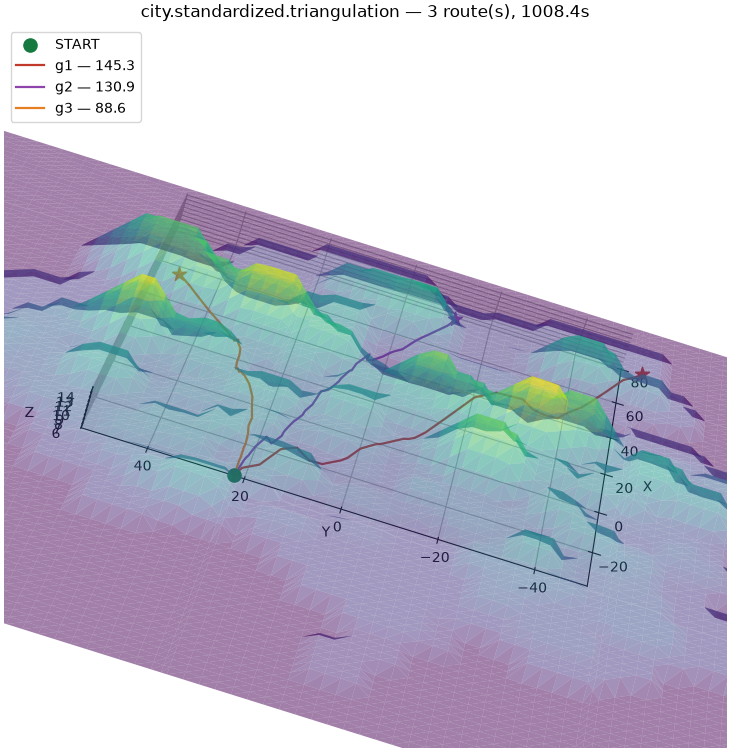 city.standardized.triangulation — 3 route(s), 1008.4s
START
g1 — 145.3
g2 — 130.9
g3 — 88.6
80
60
40
20
0
−20
X
14
6
Z
40
20
0
−20
−40
Y